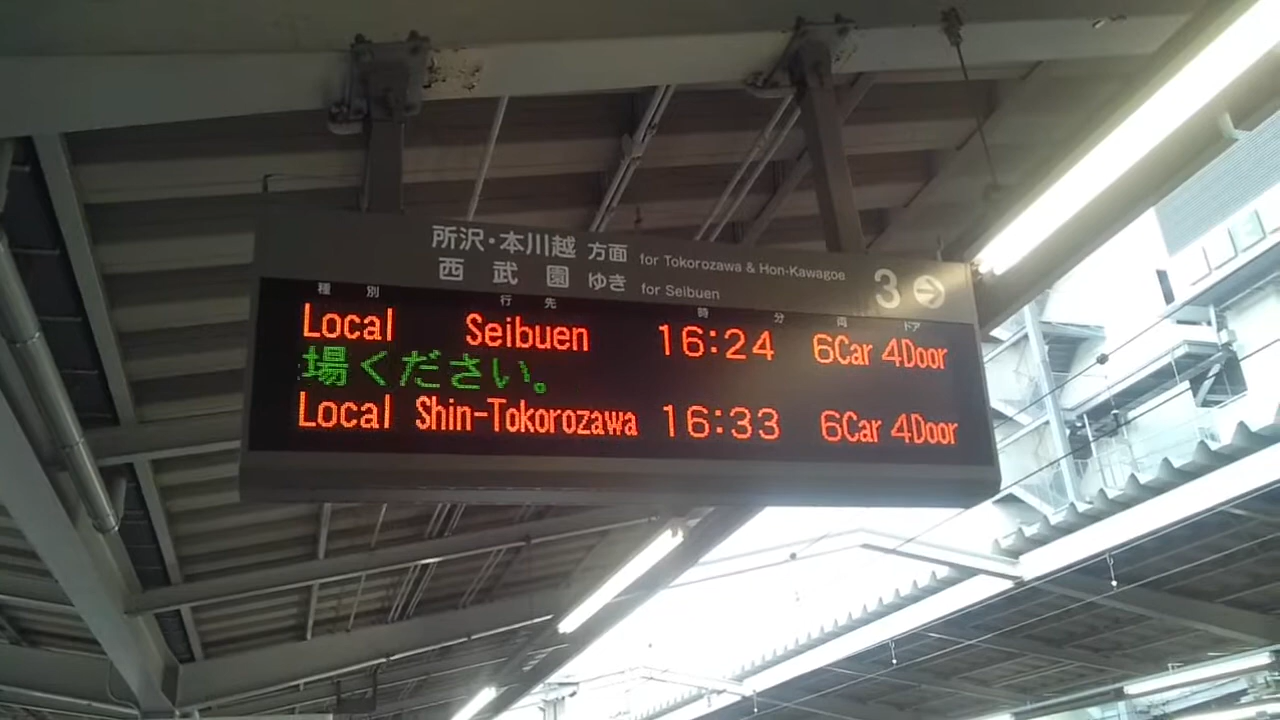 所沢・本川越 方面 for Tokorozawa & Hon-Kawagoe
西武園 ゆき for Seibuen
3
種別 行先 時分 両 ドア
Local Seibuen 16:24 6Car 4Door
場ください。
Local Shin-Tokorozawa 16:33 6Car 4Door